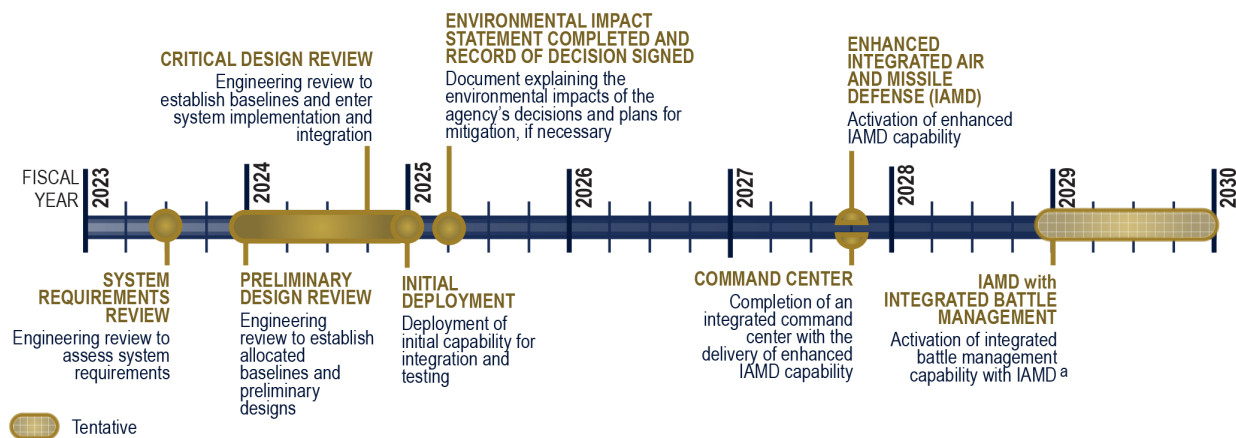 CRITICAL DESIGN REVIEW
Engineering review to
establish baselines and enter
system implementation and
integration
ENVIRONMENTAL IMPACT
STATEMENT COMPLETED AND
RECORD OF DECISION SIGNED
Document explaining the
environmental impacts of the
agency's decisions and plans for
mitigation, if necessary
ENHANCED
INTEGRATED AIR
AND MISSILE
DEFENSE (IAMD)
Activation of enhanced
IAMD capability
FISCAL
YEAR
2023
2024
2025
2026
2027
2028
2029
2030
SYSTEM
REQUIREMENTS
REVIEW
Engineering review to
assess system
requirements
PRELIMINARY
DESIGN REVIEW
Engineering
review to establish
allocated
baselines and
preliminary
designs
INITIAL
DEPLOYMENT
Deployment of
initial capability for
integration and
testing
COMMAND CENTER
Completion of an
integrated command
center with the
delivery of enhanced
IAMD capability
IAMD with
INTEGRATED BATTLE
MANAGEMENT
Activation of integrated
battle management
capability with IAMD a
Tentative